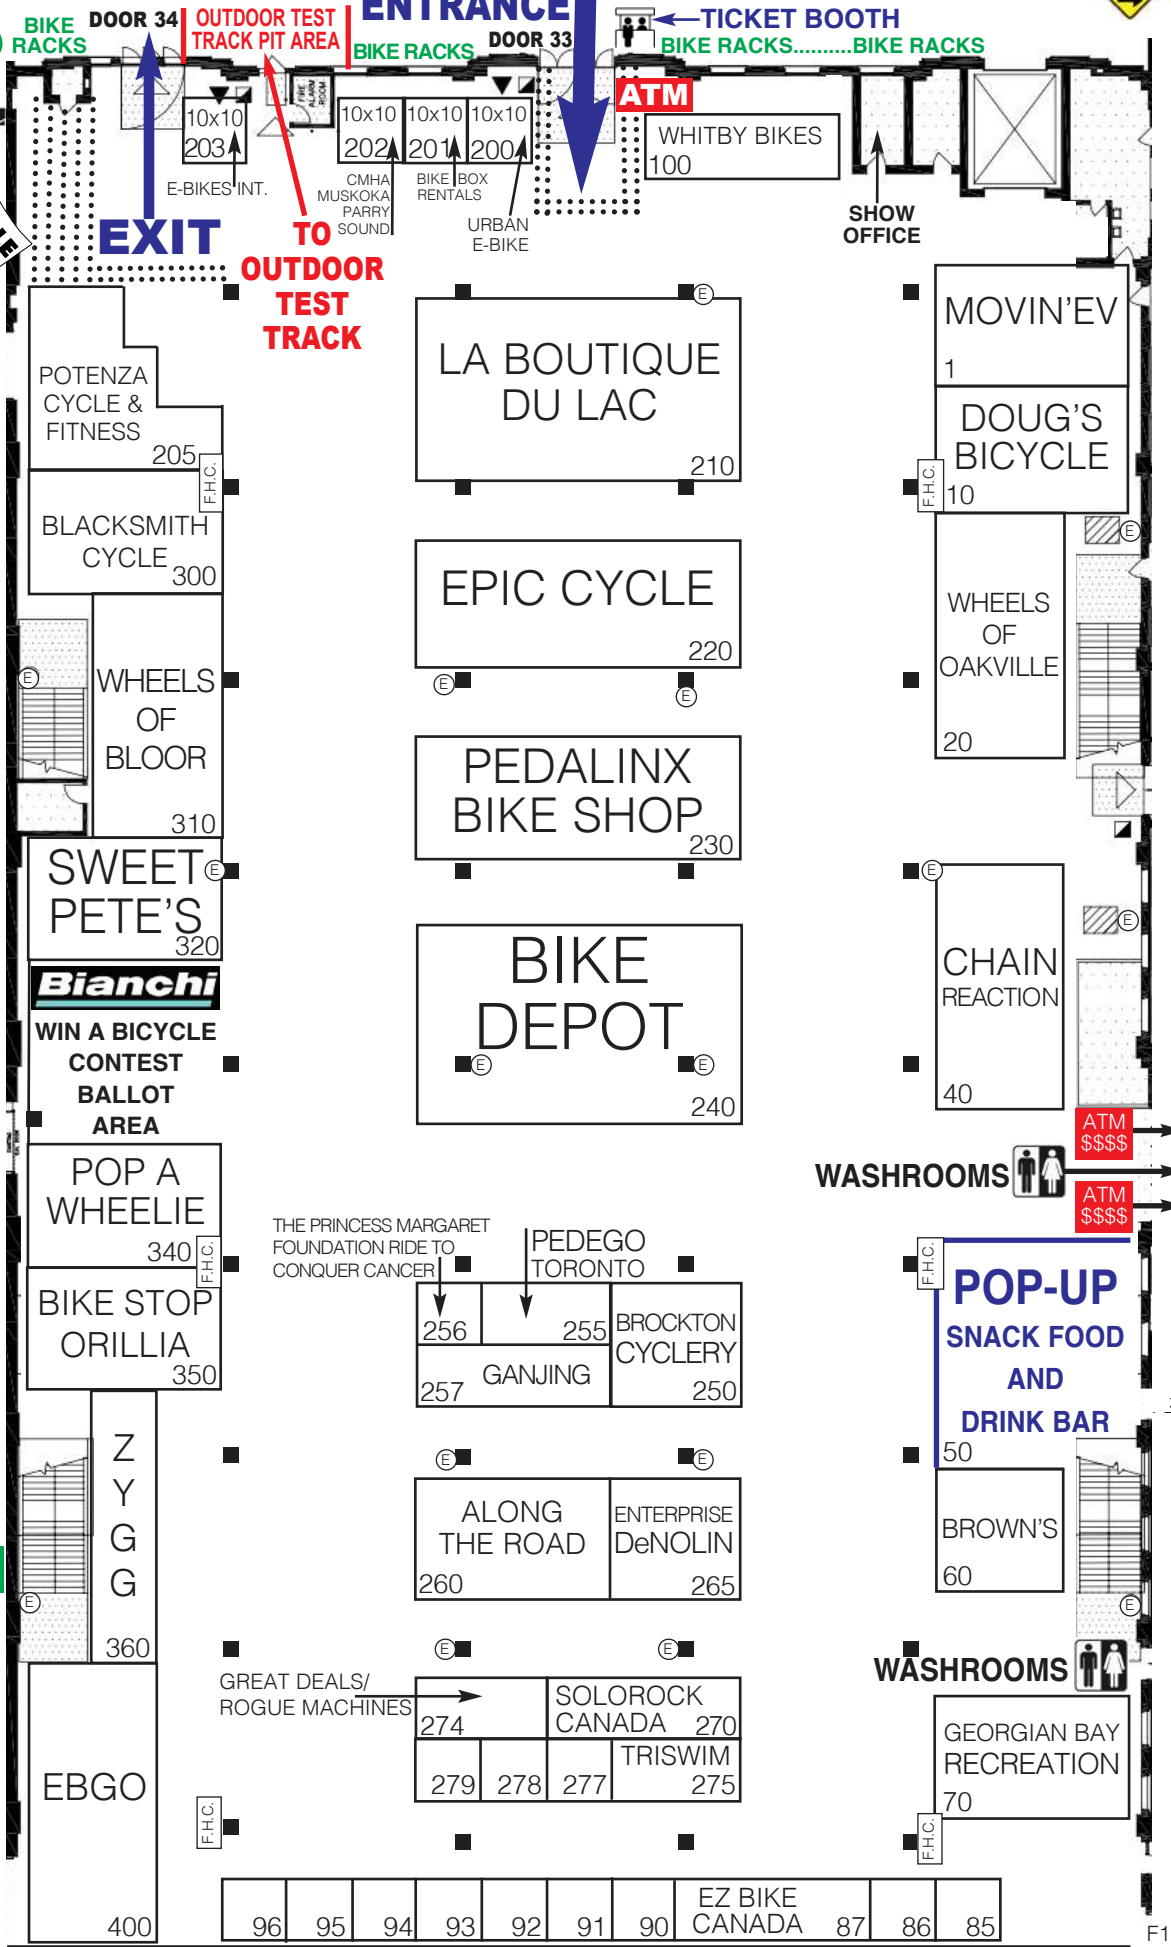 BIKE
RACKS
DOOR 34
OUTDOOR TEST
TRACK PIT AREA
BIKE RACKS
ENTRANCE
DOOR 33
TICKET BOOTH
BIKE RACKS..........BIKE RACKS
ATM
FIRE
ALARM
ROOM
10x10
203
10x10
202
10x10
201
10x10
200
WHITBY BIKES
100
E-BIKES INT.
CMHA
MUSKOKA
PARRY
SOUND
BIKE BOX
RENTALS
URBAN
E-BIKE
SHOW
OFFICE
EXIT
TO
OUTDOOR
TEST
TRACK
POTENZA
CYCLE &
FITNESS
205
F.H.C.
LA BOUTIQUE
DU LAC
210
E
MOVIN'EV
1
DOUG'S
BICYCLE
10
F.H.C.
BLACKSMITH
CYCLE
300
EPIC CYCLE
220
E
E
WHEELS
OF
OAKVILLE
20
E
WHEELS
OF
BLOOR
310
E
PEDALINX
BIKE SHOP
230
SWEET
PETE'S
320
E
Bianchi
WIN A BICYCLE
CONTEST
BALLOT
AREA
BIKE
DEPOT
240
E
E
E
CHAIN
REACTION
40
E
ATM
$$$$
WASHROOMS
ATM
$$$$
POP A
WHEELIE
340
F.H.C.
BIKE STOP
ORILLIA
350
THE PRINCESS MARGARET
FOUNDATION RIDE TO
CONQUER CANCER
PEDEGO
TORONTO
256
255
BROCKTON
CYCLERY
250
GANJING
257
F.H.C.
POP-UP
SNACK FOOD
AND
DRINK BAR
50
Z
Y
G
G
360
E
E
E
ALONG
THE ROAD
260
ENTERPRISE
DeNOLIN
265
BROWN'S
60
E
E
E
WASHROOMS
GREAT DEALS/
ROGUE MACHINES
274
SOLOROCK
CANADA
270
279
278
277
TRISWIM
275
GEORGIAN BAY
RECREATION
70
F.H.C.
EBGO
400
F.H.C.
96
95
94
93
92
91
90
EZ BIKE
CANADA
87
86
85
F1